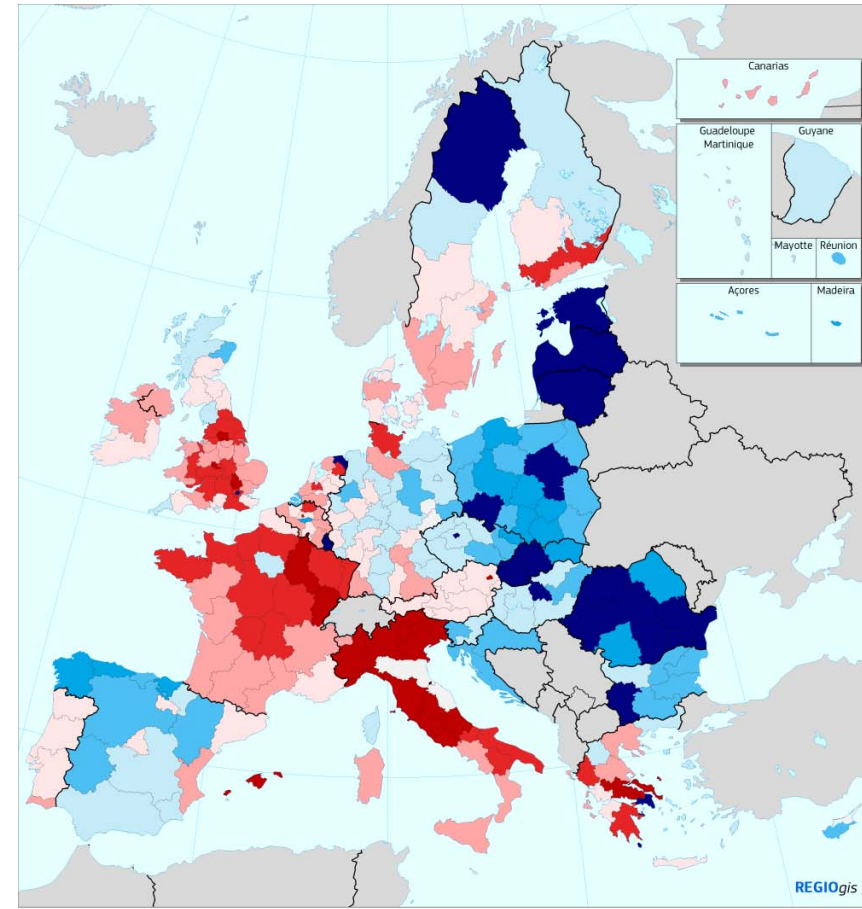 Canarias
Guadeloupe
Martinique
Guyane
Mayotte
Réunion
Açores
Madeira
REGIOgis